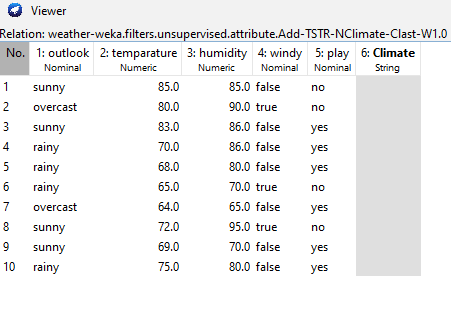 Viewer
Relation: weather-weka.filters.unsupervised.attribute.Add-TSTR-NClimate-Clast-W1.0
No. 1: outlook 2: temparature 3: humidity 4: windy 5: play 6: Climate
Nominal Numeric Numeric Nominal Nominal String
1 sunny 85.0 85.0 false no
2 overcast 80.0 90.0 true no
3 sunny 83.0 86.0 false yes
4 rainy 70.0 86.0 false yes
5 rainy 68.0 80.0 false yes
6 rainy 65.0 70.0 true no
7 overcast 64.0 65.0 false yes
8 sunny 72.0 95.0 true no
9 sunny 69.0 70.0 false yes
10 rainy 75.0 80.0 false yes